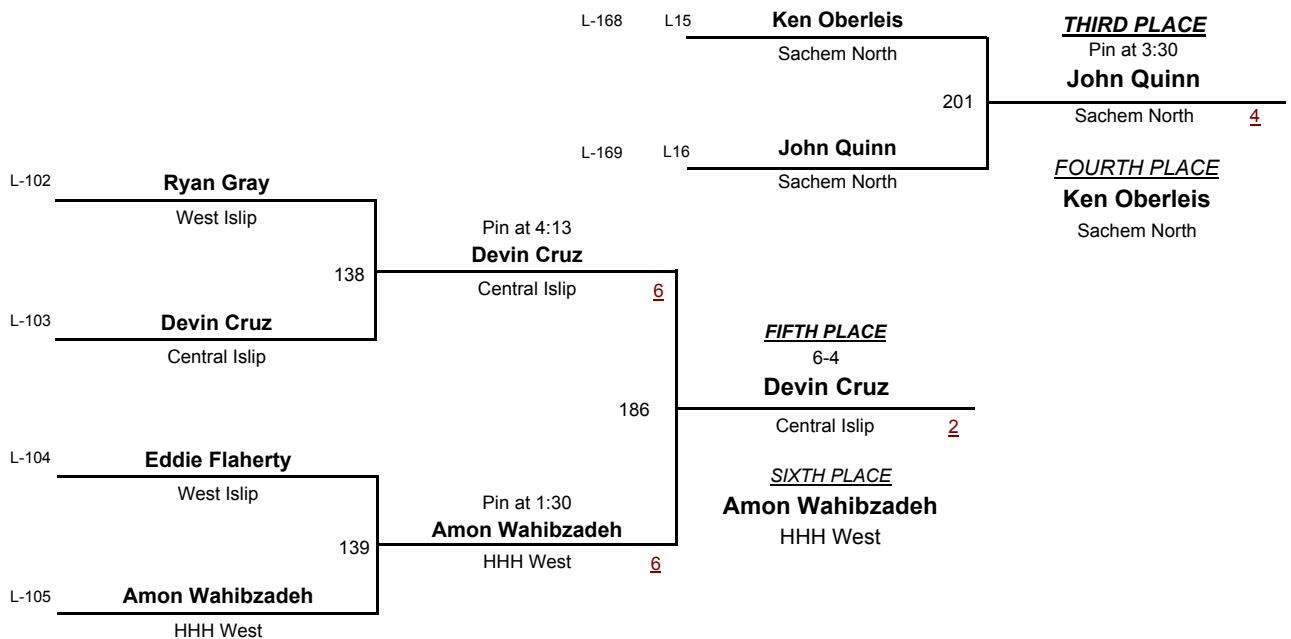 L-168 L15 Ken Oberleis
Sachem North
THIRD PLACE
Pin at 3:30
John Quinn
201
Sachem North 4
L-169 L16 John Quinn
Sachem North
FOURTH PLACE
Ken Oberleis
Sachem North
L-102 Ryan Gray
West Islip
138
Pin at 4:13
Devin Cruz
Central Islip 6
L-103 Devin Cruz
Central Islip
186
FIFTH PLACE
6-4
Devin Cruz
Central Islip 2
L-104 Eddie Flaherty
West Islip
139
Pin at 1:30
Amon Wahibzadeh
HHH West 6
SIXTH PLACE
Amon Wahibzadeh
HHH West
L-105 Amon Wahibzadeh
HHH West